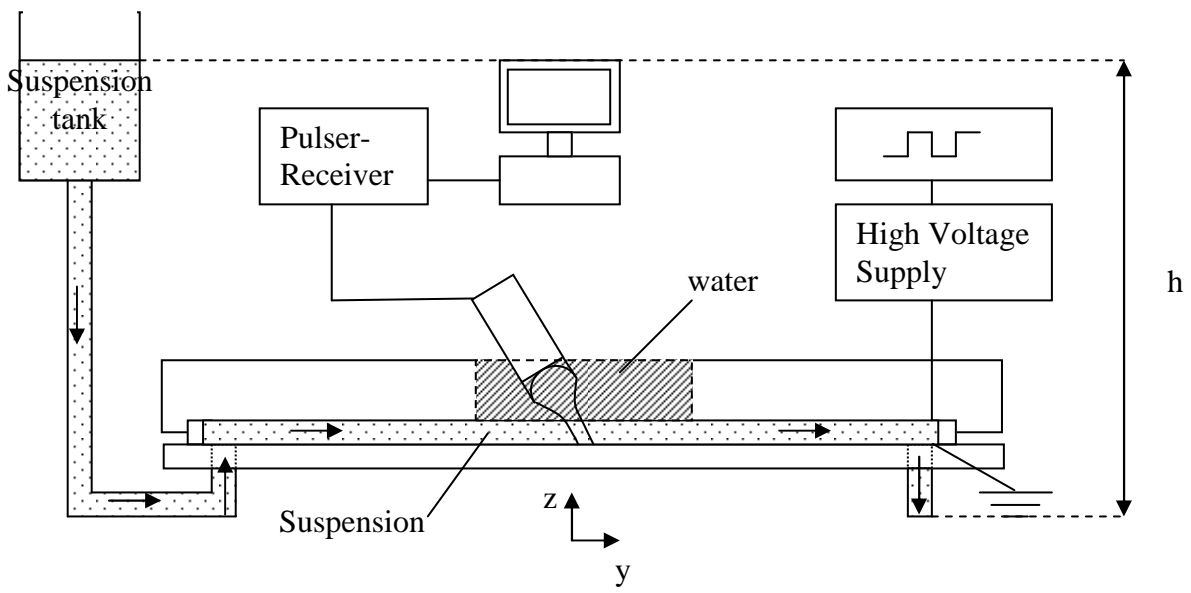 Suspension
tank
Pulser-
Receiver
High Voltage
Supply
water
h
Suspension
z
y